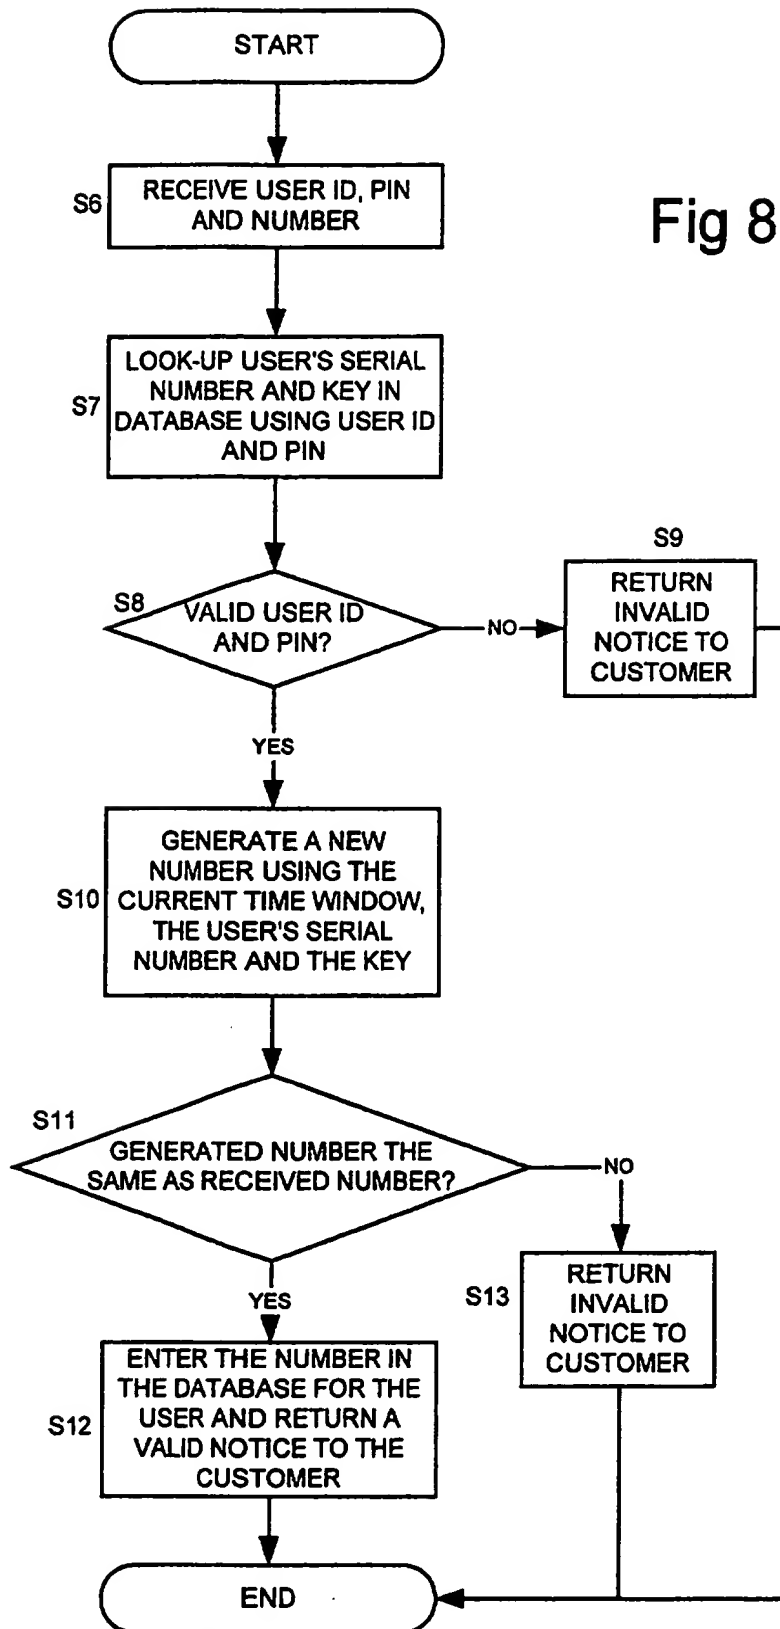 START
S6
RECEIVE USER ID, PIN
AND NUMBER
Fig 8
S7
LOOK-UP USER'S SERIAL
NUMBER AND KEY IN
DATABASE USING USER ID
AND PIN
S8
VALID USER ID
AND PIN?
NO
S9
RETURN
INVALID
NOTICE TO
CUSTOMER
YES
S10
GENERATE A NEW
NUMBER USING THE
CURRENT TIME WINDOW,
THE USER'S SERIAL
NUMBER AND THE KEY
S11
GENERATED NUMBER THE
SAME AS RECEIVED NUMBER?
NO
S13
RETURN
INVALID
NOTICE TO
CUSTOMER
YES
S12
ENTER THE NUMBER IN
THE DATABASE FOR THE
USER AND RETURN A
VALID NOTICE TO THE
CUSTOMER
END